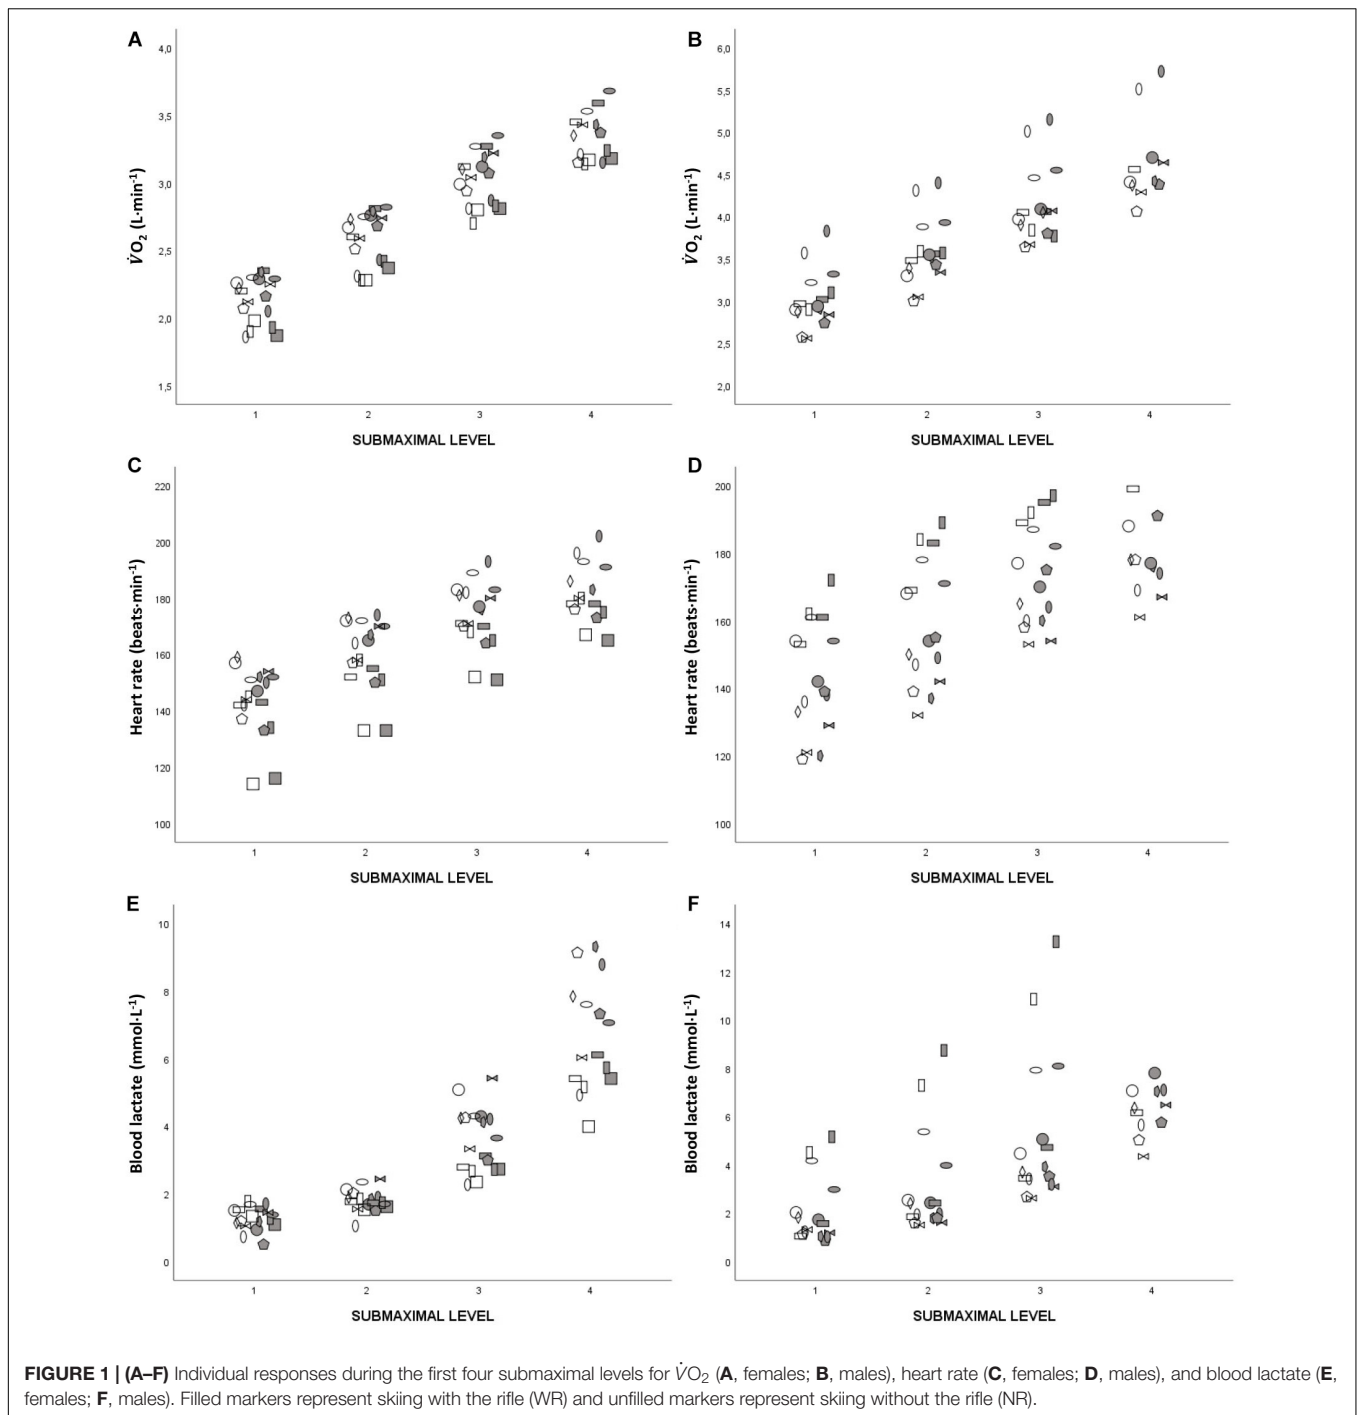 A
4,0
3,5
3,0
2,5
2,0
1,5
V̇O2 (L·min-1)
1 2 3 4
SUBMAXIMAL LEVEL
B
6,0
5,5
5,0
4,5
4,0
3,5
3,0
2,5
2,0
V̇O2 (L·min-1)
1 2 3 4
SUBMAXIMAL LEVEL
C
220
200
180
160
140
120
100
Heart rate (beats·min-1)
1 2 3 4
SUBMAXIMAL LEVEL
D
200
180
160
140
120
100
Heart rate (beats·min-1)
1 2 3 4
SUBMAXIMAL LEVEL
E
10
8
6
4
2
0
Blood lactate (mmol·L-1)
1 2 3 4
SUBMAXIMAL LEVEL
F
14
12
10
8
6
4
2
0
Blood lactate (mmol·L-1)
1 2 3 4
SUBMAXIMAL LEVEL
FIGURE 1 | (A–F) Individual responses during the first four submaximal levels for V̇O2 (A, females; B, males), heart rate (C, females; D, males), and blood lactate (E,
females; F, males). Filled markers represent skiing with the rifle (WR) and unfilled markers represent skiing without the rifle (NR).